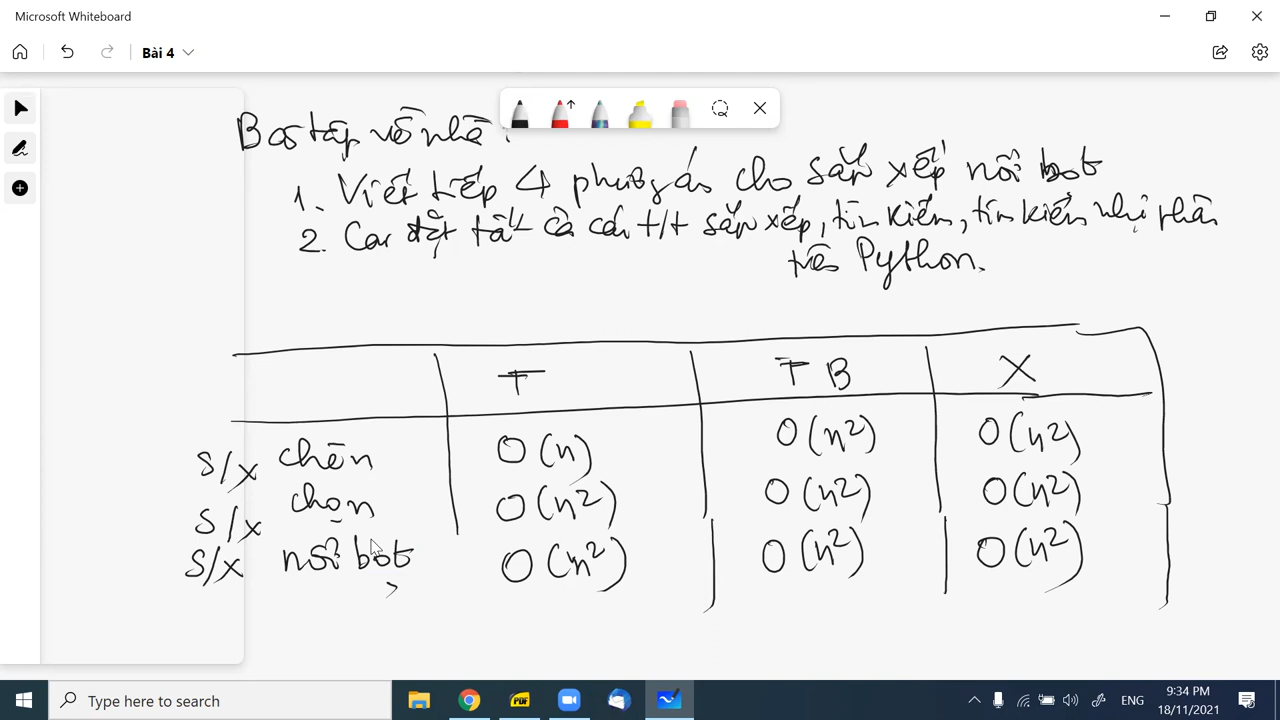 Microsoft Whiteboard
Bài 4
Bài tập về nhà:
1. Viết tiếp 4 phương án cho sắp xếp nổi bọt
2. Cài đặt tất cả các t/t sắp xếp, tìm kiếm, tìm kiếm nhị phân
trên Python.
T TB X
S/X chèn O(n) O(n²) O(n²)
S/X chọn O(n²) O(n²) O(n²)
S/X nổi bọt O(n²) O(n²) O(n²)
Type here to search
PDF
ENG
9:34 PM
18/11/2021